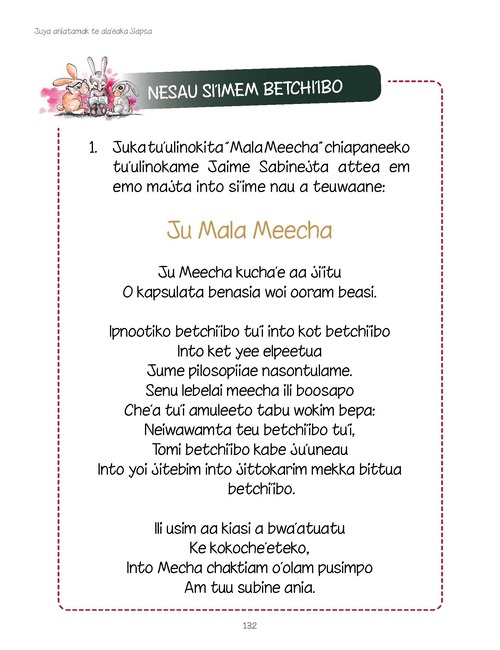 Juya aniatamak te ala'eaka jiapsa
NESAU SI'IMEM BETCHI'IBO
1. Juka tu'ulinokita "Mala Meecha" chiapaneeko
tu'ulinokame Jaime Sabinejta attea em
emo majta into si'ime nau a teuwaane:
Ju Mala Meecha
Ju Meecha kucha'e aa ji'itu
O kapsulata benasia woi ooram beasi.
Ipnootiko betchi'ibo tu'i into kot betchi'ibo
Into ket yee elpeetua
Jume pilosopiiae nasontulame.
Senu lebelai meecha ili boosapo
Che'a tu'i amuleeto tabu wokim bepa:
Neiwawamta teu betchi'ibo tu'i,
Tomi betchi'ibo kabe ju'uneau
Into yoi jitebim into jittokarim mekka bittua
betchi'ibo.
Ili usim aa kiasi a bwa'atuatu
Ke kokoche'eteko,
Into Mecha chaktiam o'olam pusimpo
Am tuu subine ania.
132